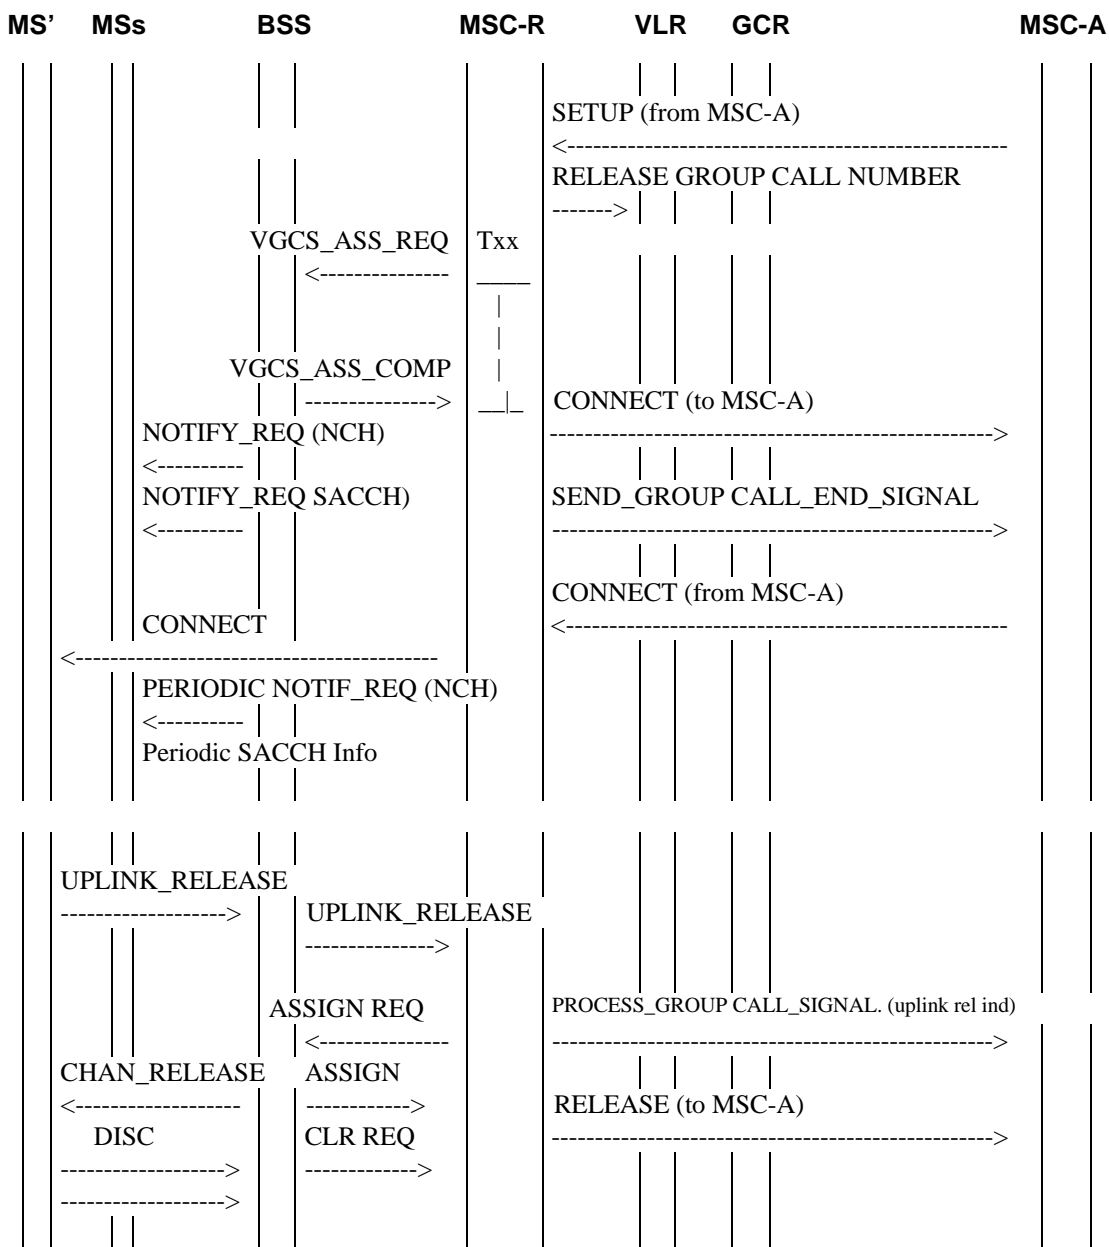 MS’ MSs BSS MSC-R VLR GCR MSC-A
SETUP (from MSC-A)
RELEASE GROUP CALL NUMBER
VGCS_ASS_REQ Txx
VGCS_ASS_COMP
CONNECT (to MSC-A)
NOTIFY_REQ (NCH)
NOTIFY_REQ SACCH) SEND_GROUP CALL_END_SIGNAL
CONNECT (from MSC-A)
CONNECT
PERIODIC NOTIF_REQ (NCH)
Periodic SACCH Info
UPLINK_RELEASE
UPLINK_RELEASE
ASSIGN REQ PROCESS_GROUP CALL_SIGNAL. (uplink rel ind)
CHAN_RELEASE ASSIGN
RELEASE (to MSC-A)
DISC CLR REQ